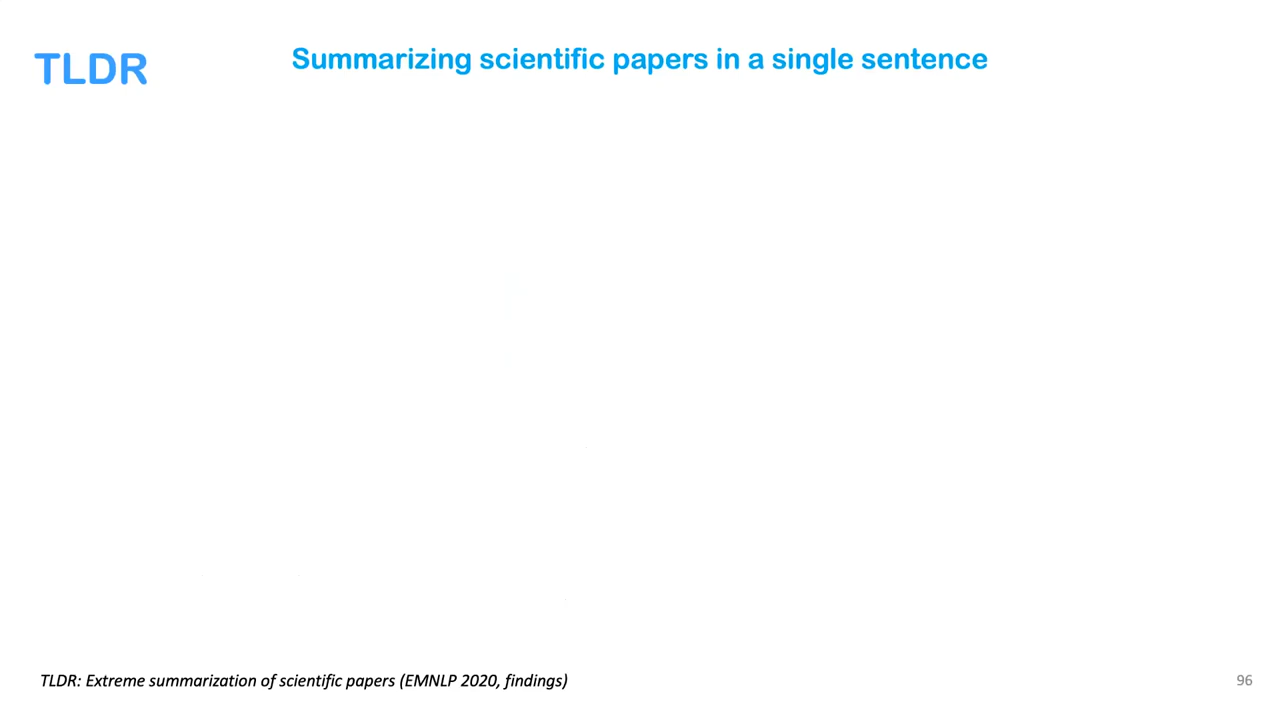 TLDR
Summarizing scientific papers in a single sentence
TLDR: Extreme summarization of scientific papers (EMNLP 2020, findings)
96